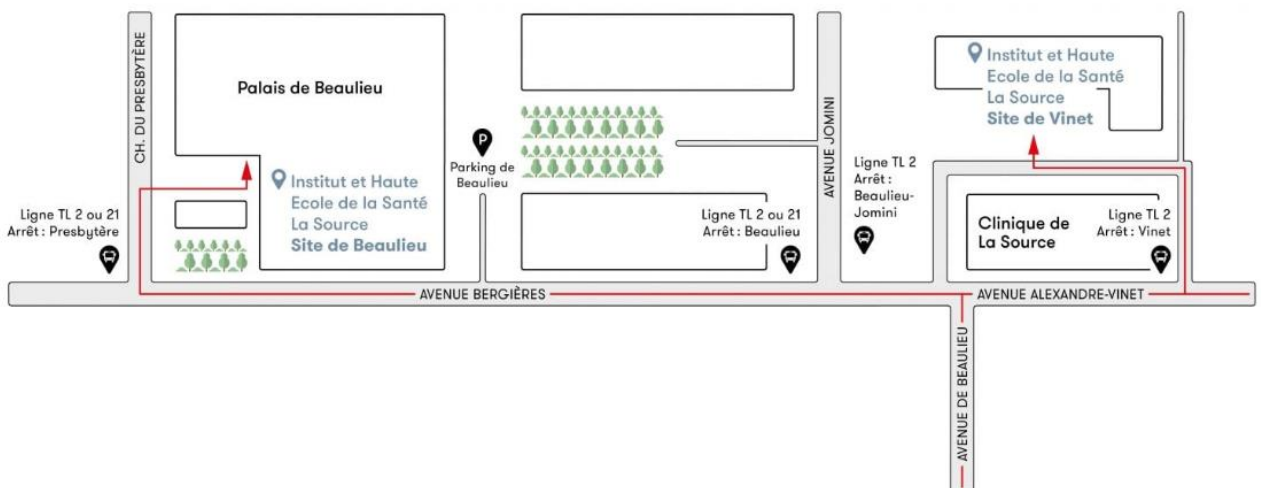 CH. DU PRESBYTÈRE
Palais de Beaulieu
Institut et Haute
Ecole de la Santé
La Source
Site de Beaulieu
Ligne TL 2 ou 21
Arrêt : Presbytère
P
Parking de
Beaulieu
Ligne TL 2 ou 21
Arrêt : Beaulieu
AVENUE JOMINI
Ligne TL 2
Arrêt :
Beaulieu-
Jomini
Institut et Haute
Ecole de la Santé
La Source
Site de Vinet
Clinique de
La Source
Ligne TL 2
Arrêt : Vinet
AVENUE BERGIÈRES
AVENUE ALEXANDRE-VINET
AVENUE DE BEAULIEU